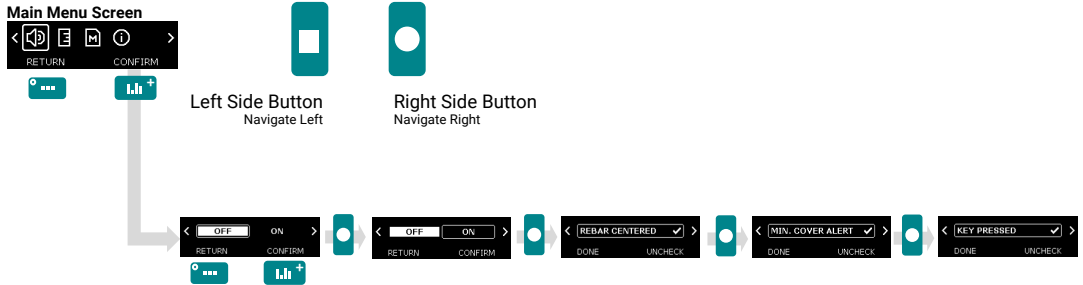 Main Menu Screen
< M i >
RETURN CONFIRM
Left Side Button
Navigate Left
Right Side Button
Navigate Right
< OFF ON >
RETURN CONFIRM
< OFF ON >
RETURN CONFIRM
< REBAR CENTERED ✓ >
DONE UNCHECK
< MIN. COVER ALERT ✓ >
DONE UNCHECK
< KEY PRESSED ✓ >
DONE UNCHECK